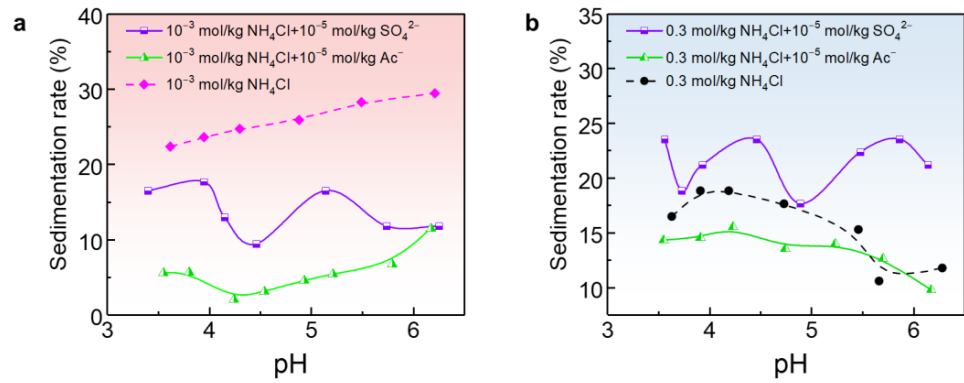 a
Sedimentation rate (%)
40
30
20
10
0
10⁻³ mol/kg NH₄Cl+10⁻⁵ mol/kg SO₄²⁻
10⁻³ mol/kg NH₄Cl+10⁻⁵ mol/kg Ac⁻
10⁻³ mol/kg NH₄Cl
3 4 5 6
pH
b
Sedimentation rate (%)
35
30
25
20
15
10
0.3 mol/kg NH₄Cl+10⁻⁵ mol/kg SO₄²⁻
0.3 mol/kg NH₄Cl+10⁻⁵ mol/kg Ac⁻
0.3 mol/kg NH₄Cl
3 4 5 6
pH